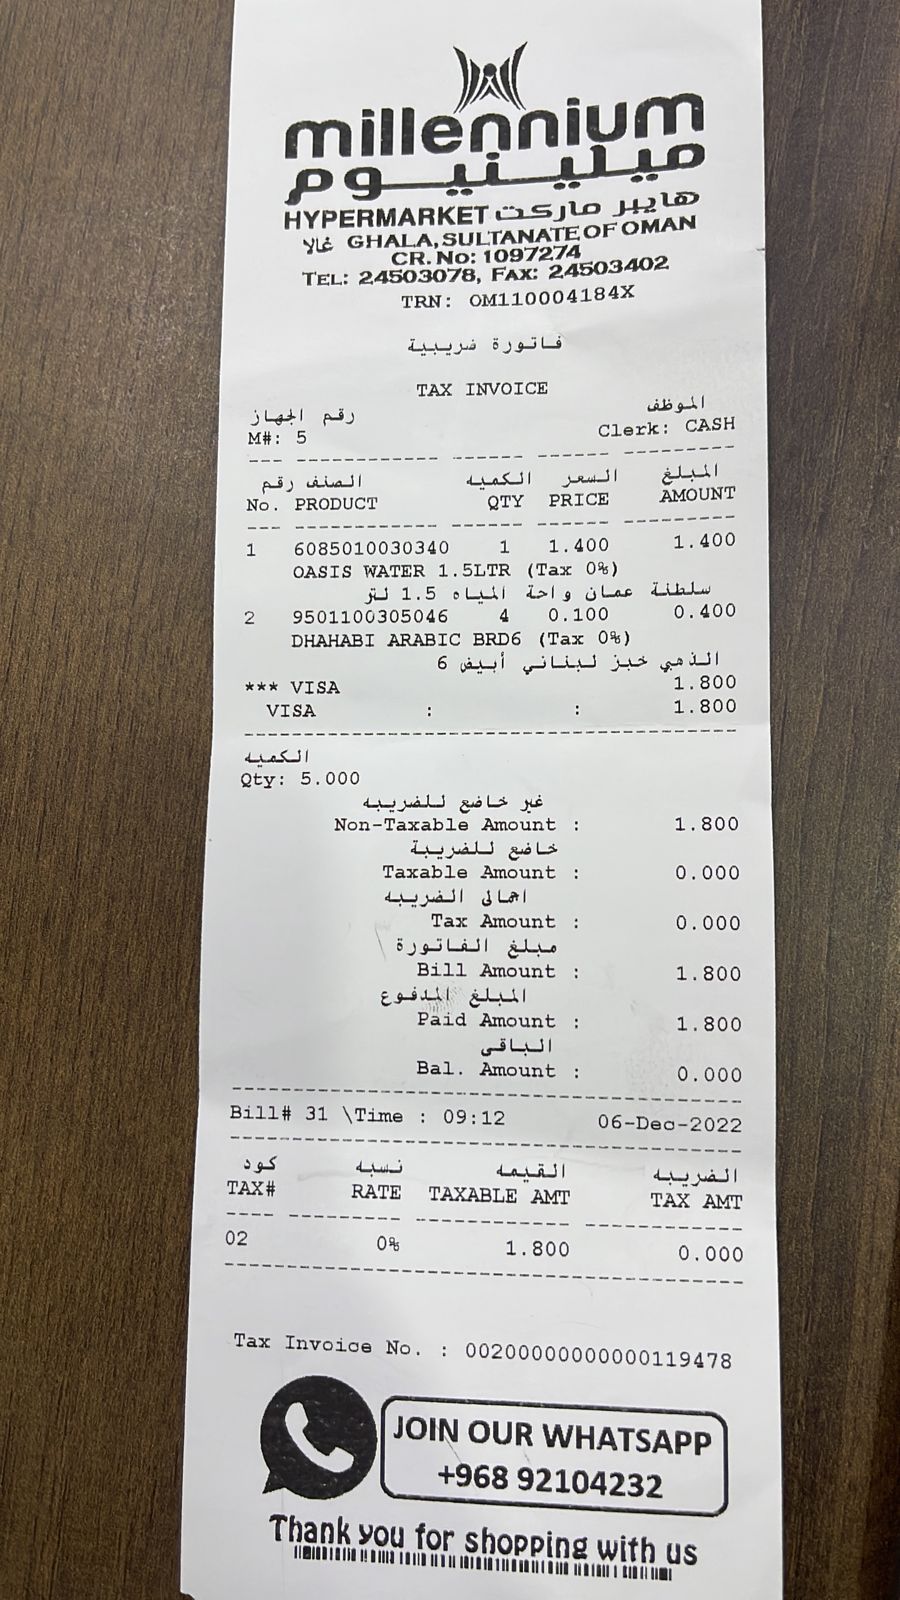 millennium
ميلينيوم
HYPERMARKET هايبر ماركت
غالا GHALA, SULTANATE OF OMAN
CR. No: 1097274
TEL: 24503078, FAX: 24503402
TRN: OM110004184X
فاتورة ضريبية
TAX INVOICE
رقم الجهاز الموظف
M#: 5 Clerk: CASH
الصنف رقم الكميه السعر المبلغ
No. PRODUCT QTY PRICE AMOUNT
1 6085010030340 1 1.400 1.400
OASIS WATER 1.5LTR (Tax 0%)
سلطنة عمان واحة المياه 1.5 لتر
2 9501100305046 4 0.100 0.400
DHAHABI ARABIC BRD6 (Tax 0%)
الذهبي خبز لبناني أبيض 6
*** VISA 1.800
VISA : : 1.800
الكميه
Qty: 5.000
غير خاضع للضريبه
Non-Taxable Amount : 1.800
خاضع للضريبة
Taxable Amount : 0.000
اجمالى الضريبه
Tax Amount : 0.000
مبلغ الفاتورة
Bill Amount : 1.800
المبلغ المدفوع
Paid Amount : 1.800
الباقى
Bal. Amount : 0.000
Bill# 31 \Time : 09:12 06-Dec-2022
كود نسبه القيمه الضريبه
TAX# RATE TAXABLE AMT TAX AMT
02 0% 1.800 0.000
Tax Invoice No. : 00200000000000119478
JOIN OUR WHATSAPP
+968 92104232
Thank you for shopping with us